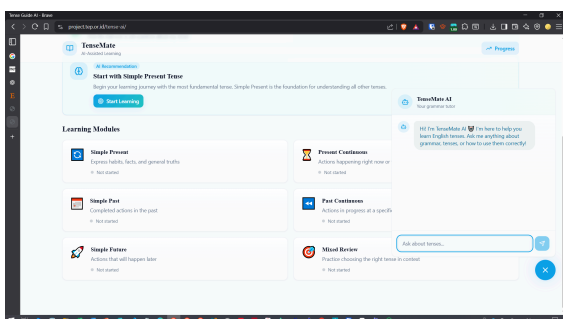 Tense Guide AI - Brave
project.tep.or.id/tense-ai/
TenseMate
AI-Assisted Learning
Progress
AI Recommendation
Start with Simple Present Tense
Begin your learning journey with the most fundamental tense. Simple Present is the foundation for understanding all other tenses.
Start Learning
Learning Modules
Simple Present
Express habits, facts, and general truths
Not started
Present Continuous
Actions happening right now or
Not started
Simple Past
Completed actions in the past
Not started
Past Continuous
Actions in progress at a specifi
Not started
Simple Future
Actions that will happen later
Not started
Mixed Review
Practice choosing the right tense in context
Not started
TenseMate AI
Your grammar tutor
Hi! I'm TenseMate AI 🤖 I'm here to help you
learn English tenses. Ask me anything about
grammar, tenses, or how to use them correctly!
Ask about tenses...